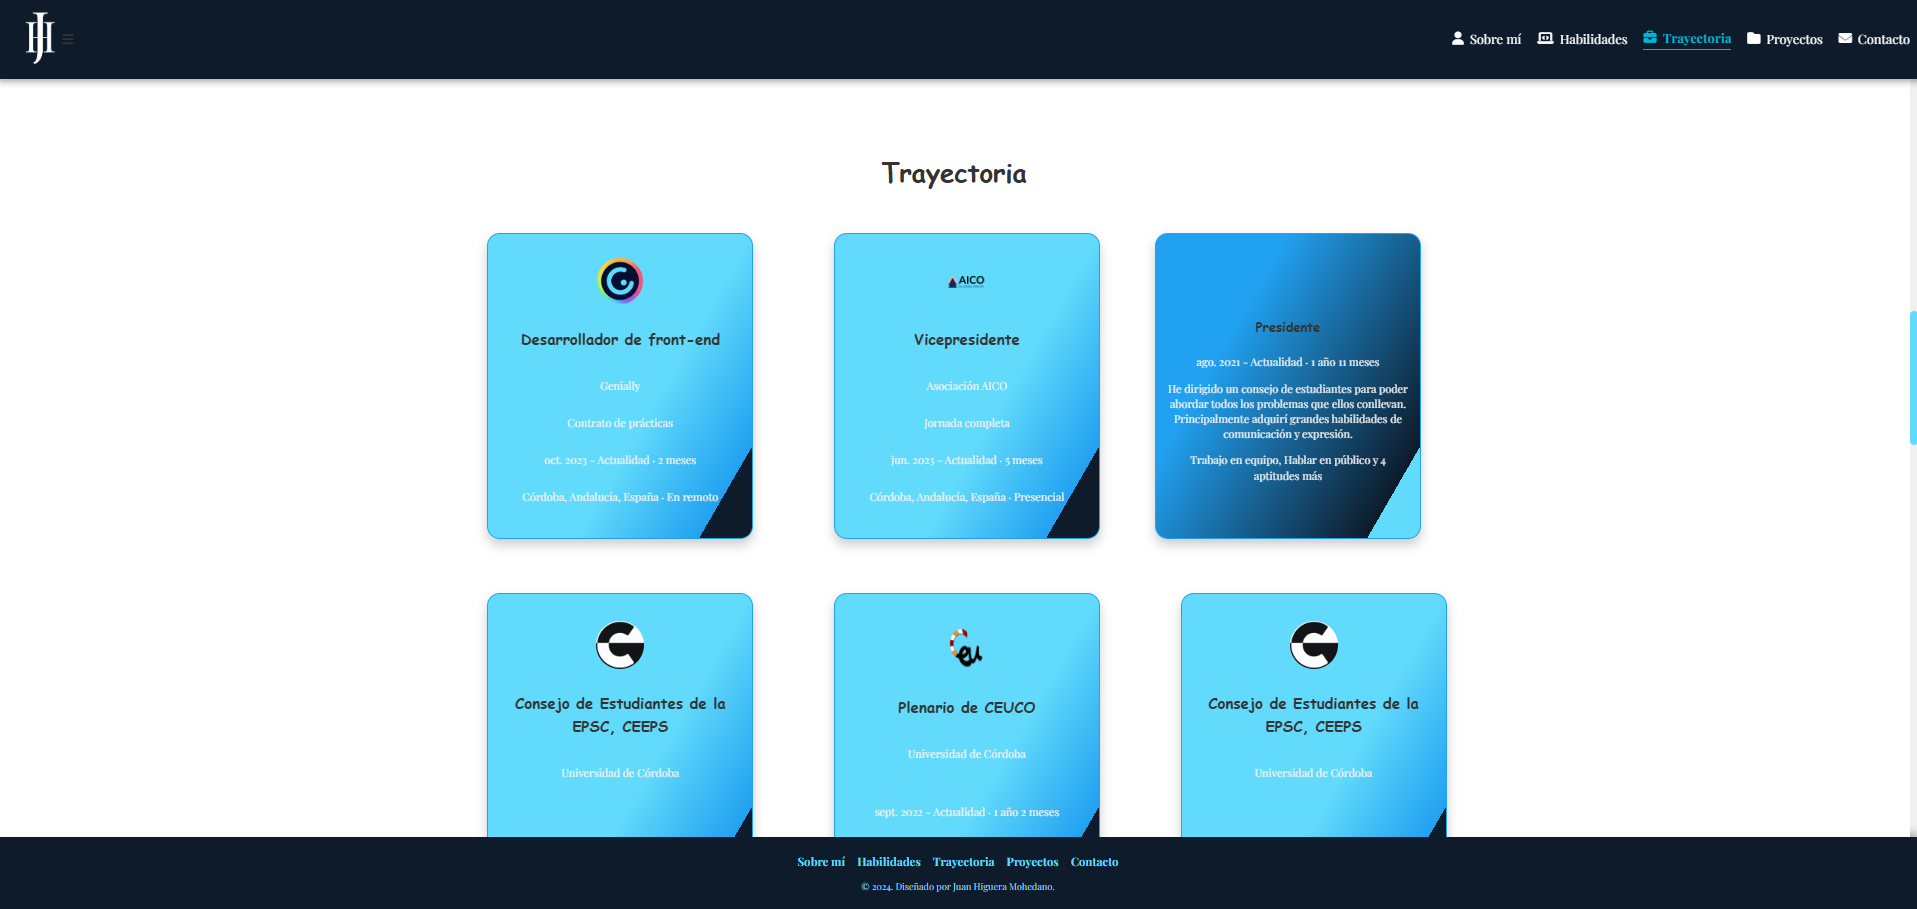 JH
Sobre mí
Habilidades
Trayectoria
Proyectos
Contacto
Trayectoria
Desarrollador de front-end
Genially
Contrato de prácticas
oct. 2023 - Actualidad · 2 meses
Córdoba, Andalucía, España · En remoto
AICO
Vicepresidente
Asociación AICO
Jornada completa
jun. 2023 - Actualidad · 5 meses
Córdoba, Andalucía, España · Presencial
Presidente
ago. 2021 - Actualidad · 1 año 11 meses
He dirigido un consejo de estudiantes para poder
abordar todos los problemas que ellos conllevan.
Principalmente adquirí grandes habilidades de
comunicación y expresión.
Trabajo en equipo, Hablar en público y 4
aptitudes más
Consejo de Estudiantes de la
EPSC, CEEPS
Universidad de Córdoba
Ceu
Plenario de CEUCO
Universidad de Córdoba
sept. 2022 - Actualidad · 1 año 2 meses
Consejo de Estudiantes de la
EPSC, CEEPS
Universidad de Córdoba
Sobre mí Habilidades Trayectoria Proyectos Contacto
© 2024. Diseñado por Juan Higuera Mohedano.